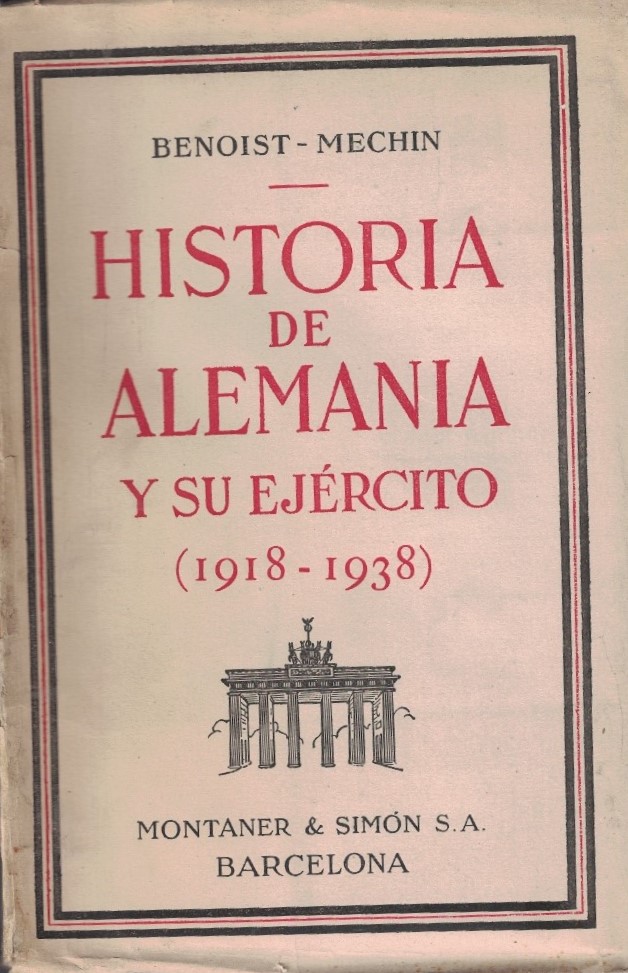 BENOIST - MECHIN
HISTORIA
DE
ALEMANIA
Y SU EJÉRCITO
(1918 - 1938)
MONTANER & SIMÓN S.A.
BARCELONA